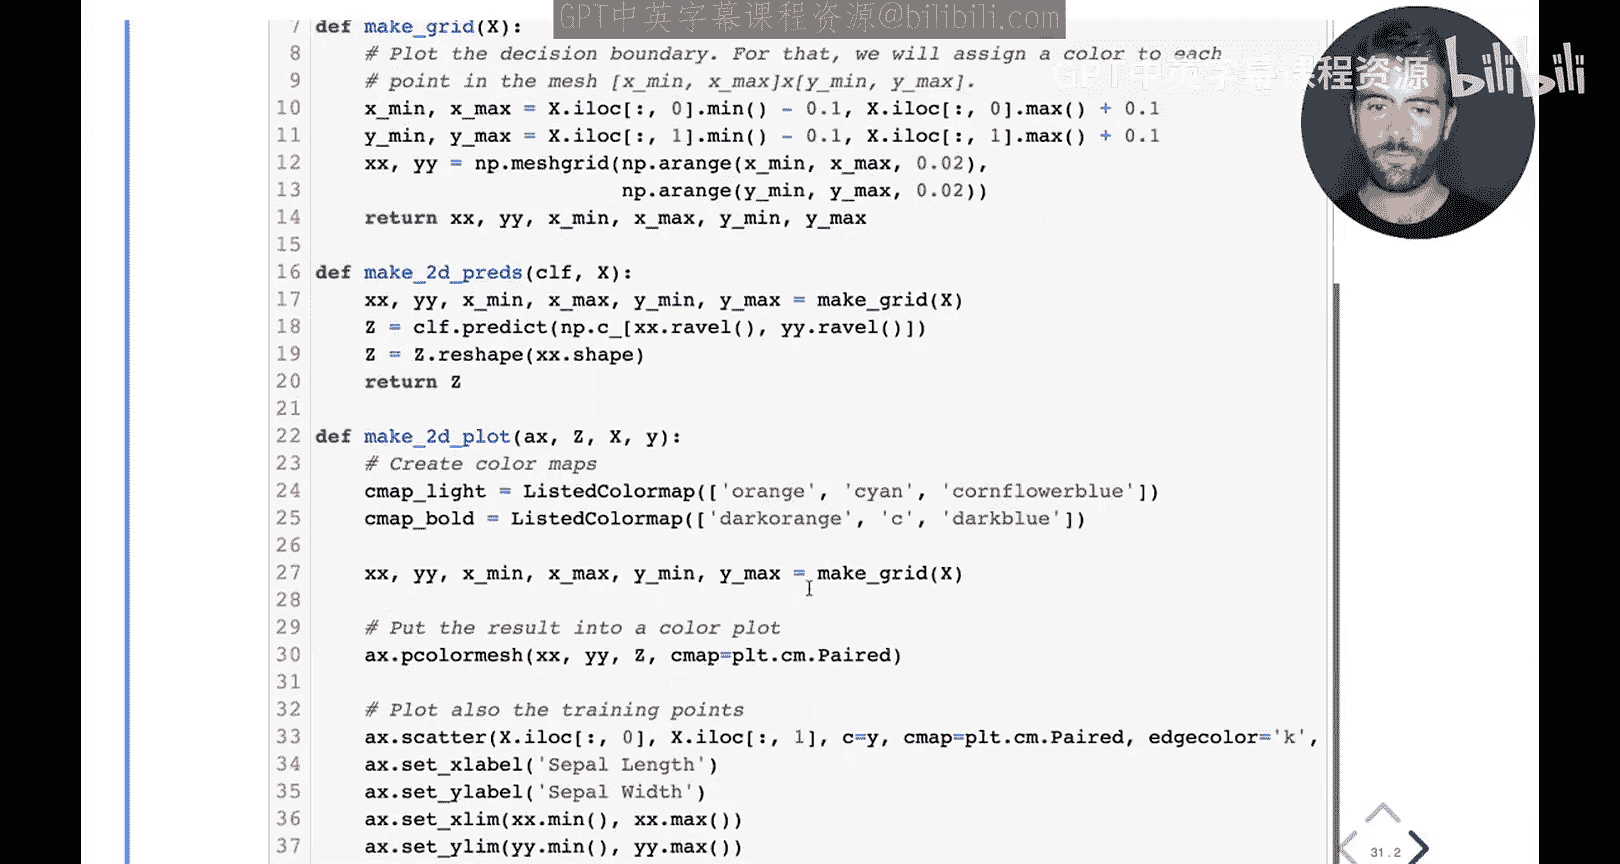 GPT中英字幕课程资源@bilibili.com
GPT中英字幕课程资源 bilibili
7 def make_grid(X):
8 # Plot the decision boundary. For that, we will assign a color to each
9 # point in the mesh [x_min, x_max]x[y_min, y_max].
10 x_min, x_max = X.iloc[:, 0].min() - 0.1, X.iloc[:, 0].max() + 0.1
11 y_min, y_max = X.iloc[:, 1].min() - 0.1, X.iloc[:, 1].max() + 0.1
12 xx, yy = np.meshgrid(np.arange(x_min, x_max, 0.02),
13 np.arange(y_min, y_max, 0.02))
14 return xx, yy, x_min, x_max, y_min, y_max
15
16 def make_2d_preds(clf, X):
17 xx, yy, x_min, x_max, y_min, y_max = make_grid(X)
18 Z = clf.predict(np.c_[xx.ravel(), yy.ravel()])
19 Z = Z.reshape(xx.shape)
20 return Z
21
22 def make_2d_plot(ax, Z, X, y):
23 # Create color maps
24 cmap_light = ListedColormap(['orange', 'cyan', 'cornflowerblue'])
25 cmap_bold = ListedColormap(['darkorange', 'c', 'darkblue'])
26
27 xx, yy, x_min, x_max, y_min, y_max = make_grid(X)
28
29 # Put the result into a color plot
30 ax.pcolormesh(xx, yy, Z, cmap=plt.cm.Paired)
31
32 # Plot also the training points
33 ax.scatter(X.iloc[:, 0], X.iloc[:, 1], c=y, cmap=plt.cm.Paired, edgecolor='k',
34 ax.set_xlabel('Sepal Length')
35 ax.set_ylabel('Sepal Width')
36 ax.set_xlim(xx.min(), xx.max())
37 ax.set_ylim(yy.min(), yy.max())
31.2